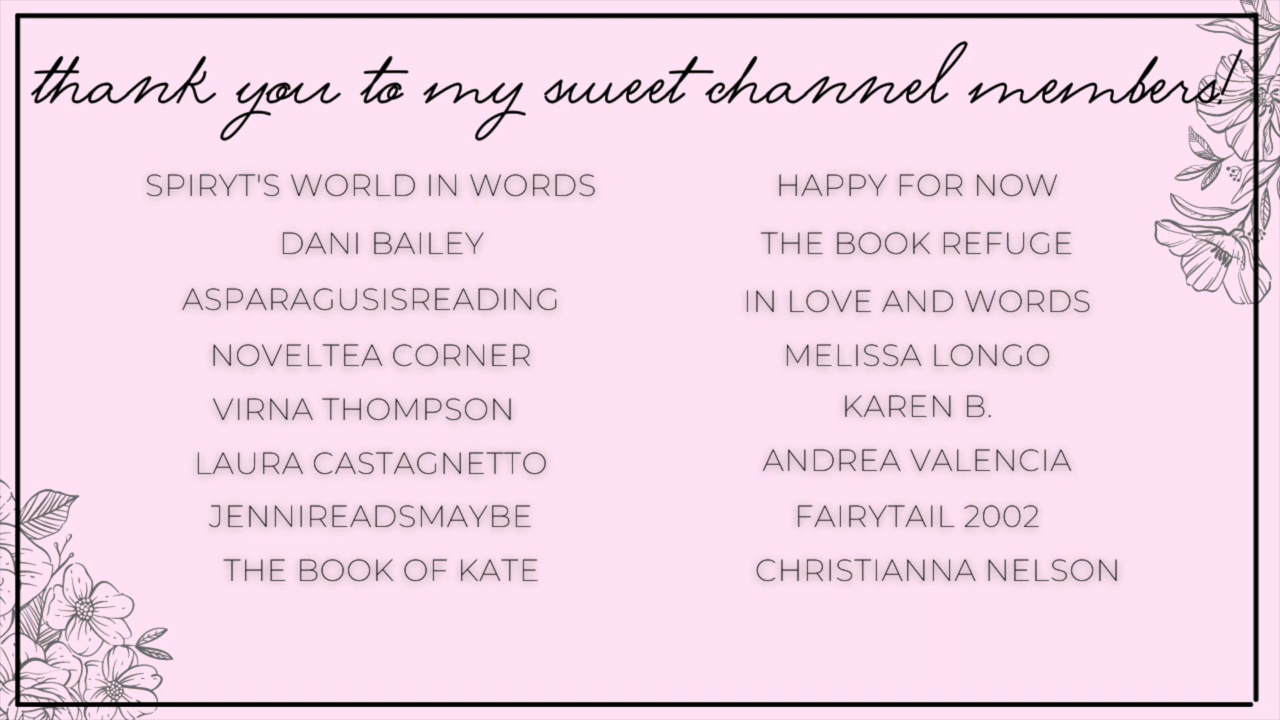 thank you to my sweet channel members!
SPIRYT'S WORLD IN WORDS
DANI BAILEY
ASPARAGUSISREADING
NOVELTEA CORNER
VIRNA THOMPSON
LAURA CASTAGNETTO
JENNIREADSMAYBE
THE BOOK OF KATE
HAPPY FOR NOW
THE BOOK REFUGE
IN LOVE AND WORDS
MELISSA LONGO
KAREN B.
ANDREA VALENCIA
FAIRYTAIL 2002
CHRISTIANNA NELSON